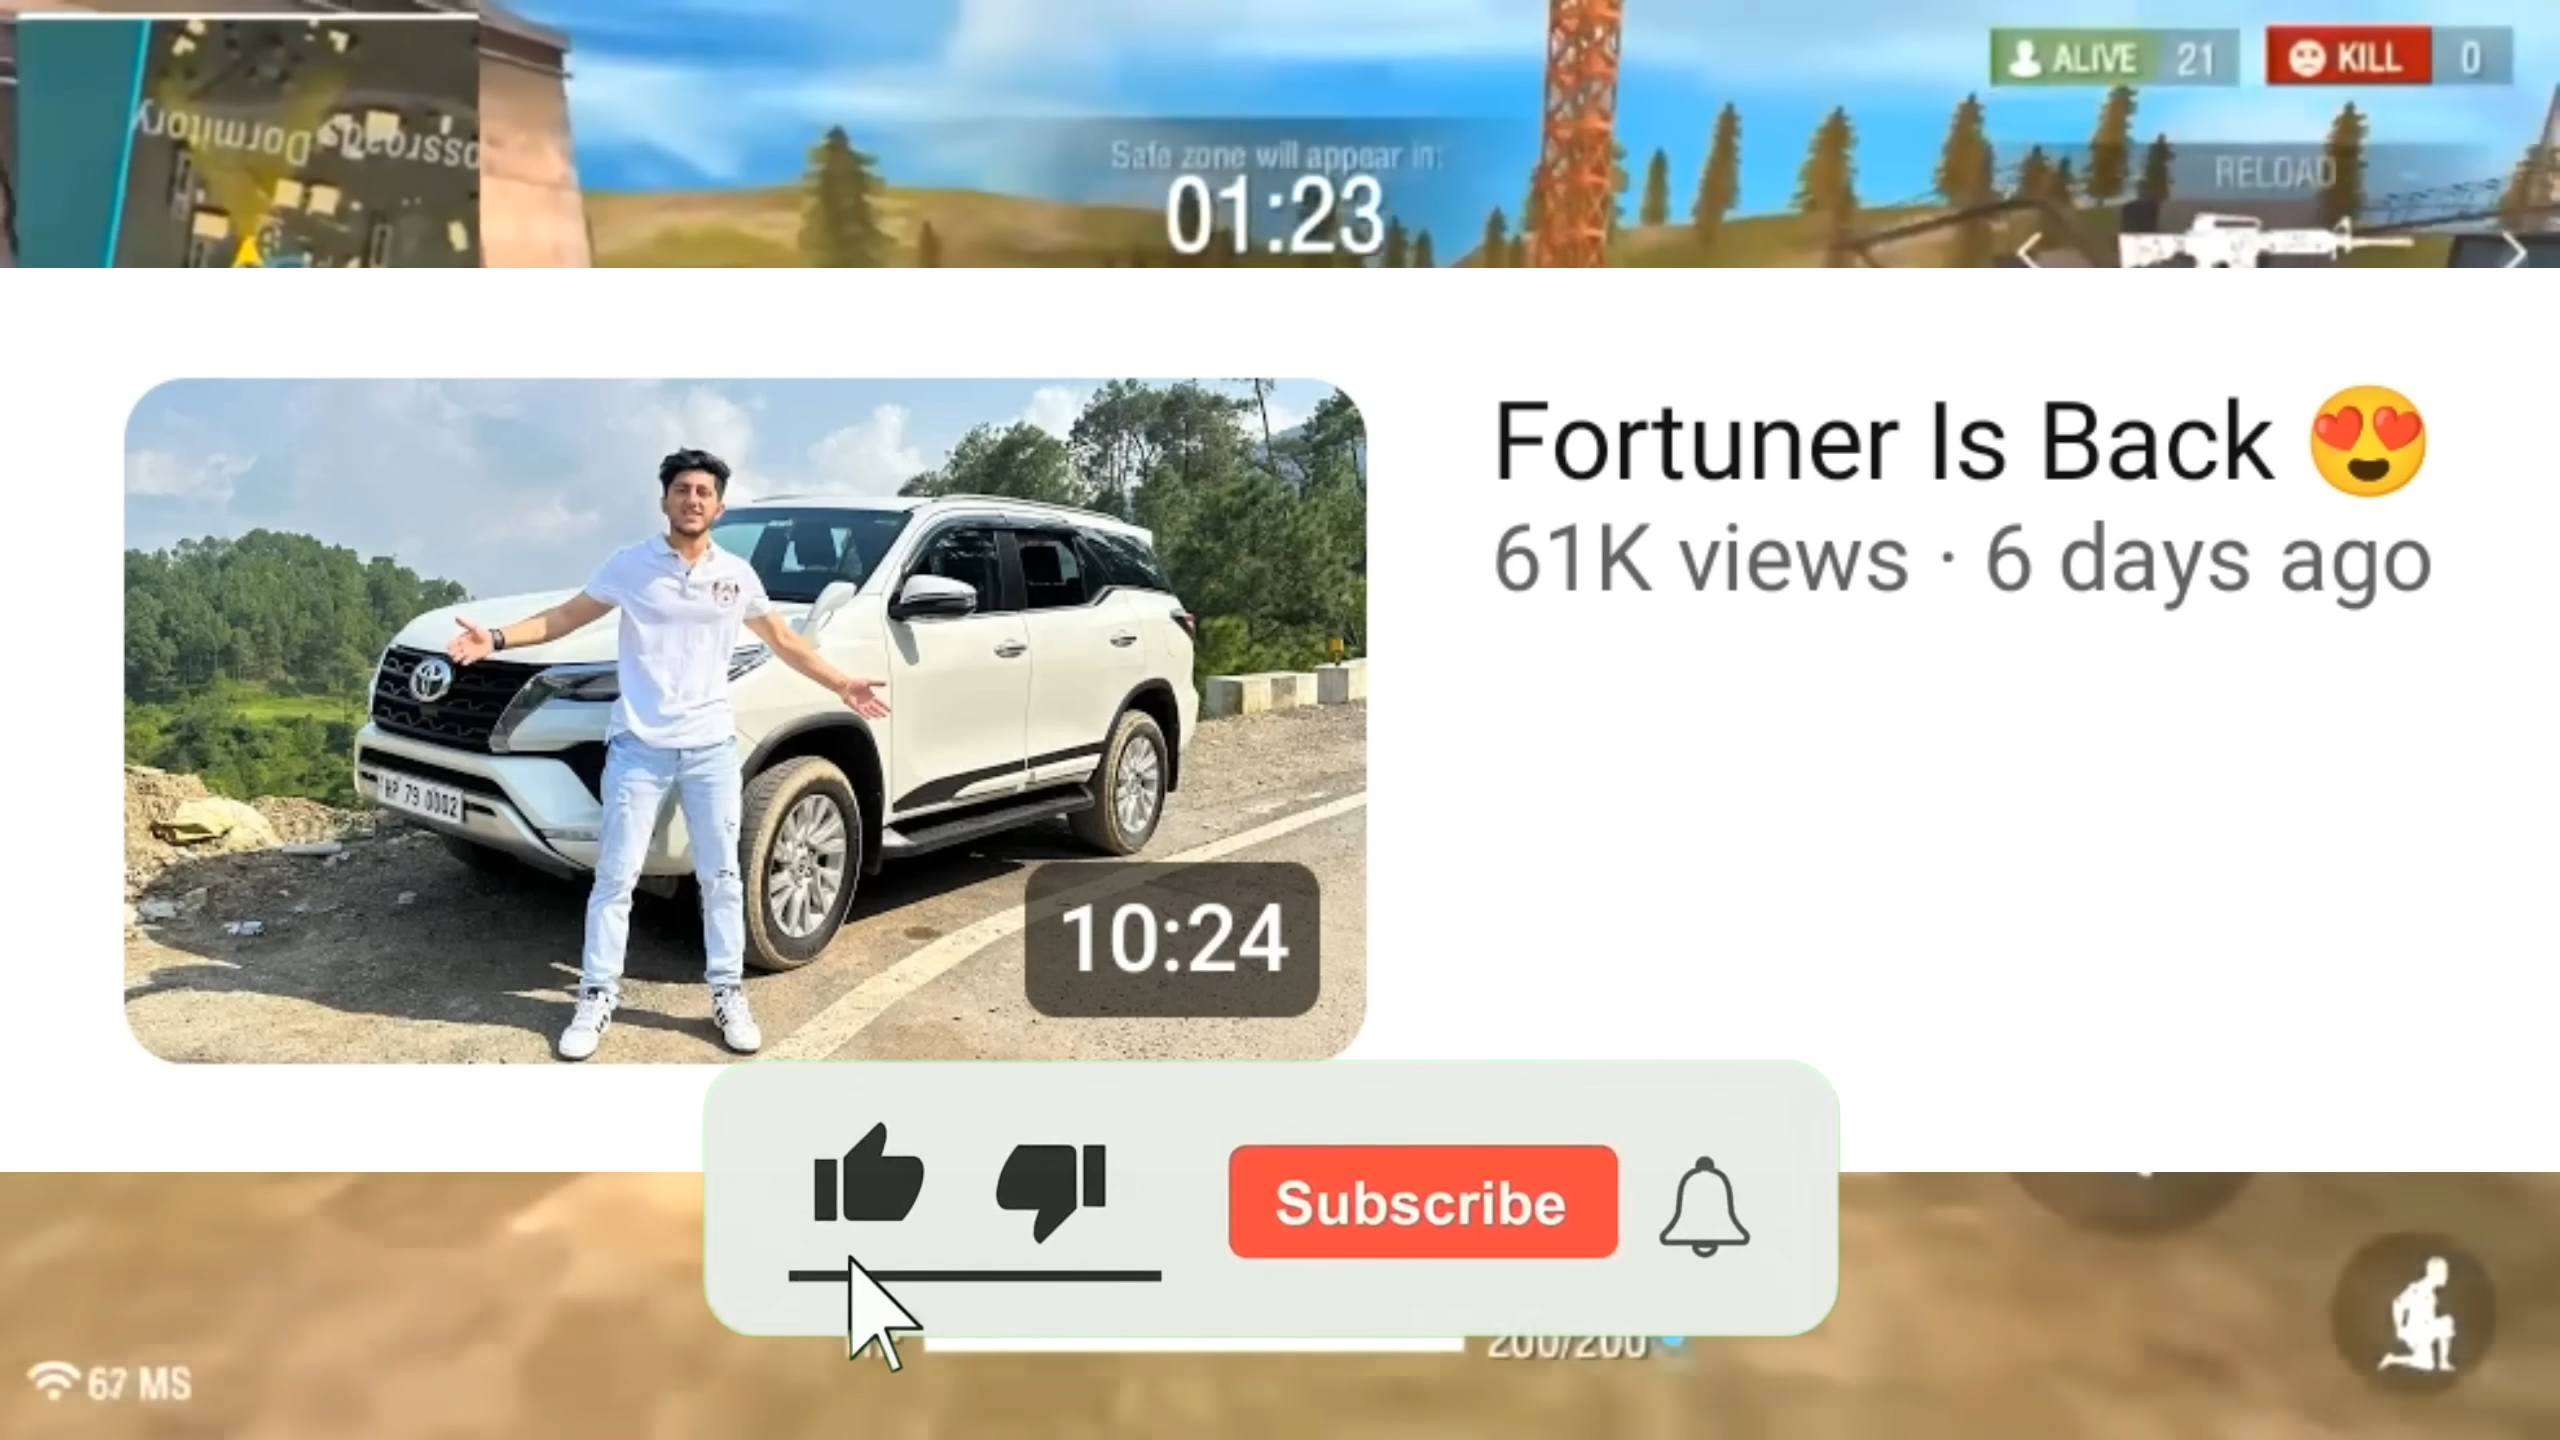 ALIVE 21
KILL 0
Dormitory
Safe zone will appear in:
01:23
RELOAD
Fortuner Is Back 😍
61K views · 6 days ago
HP 79 0002
10:24
Subscribe
200/200
67 MS